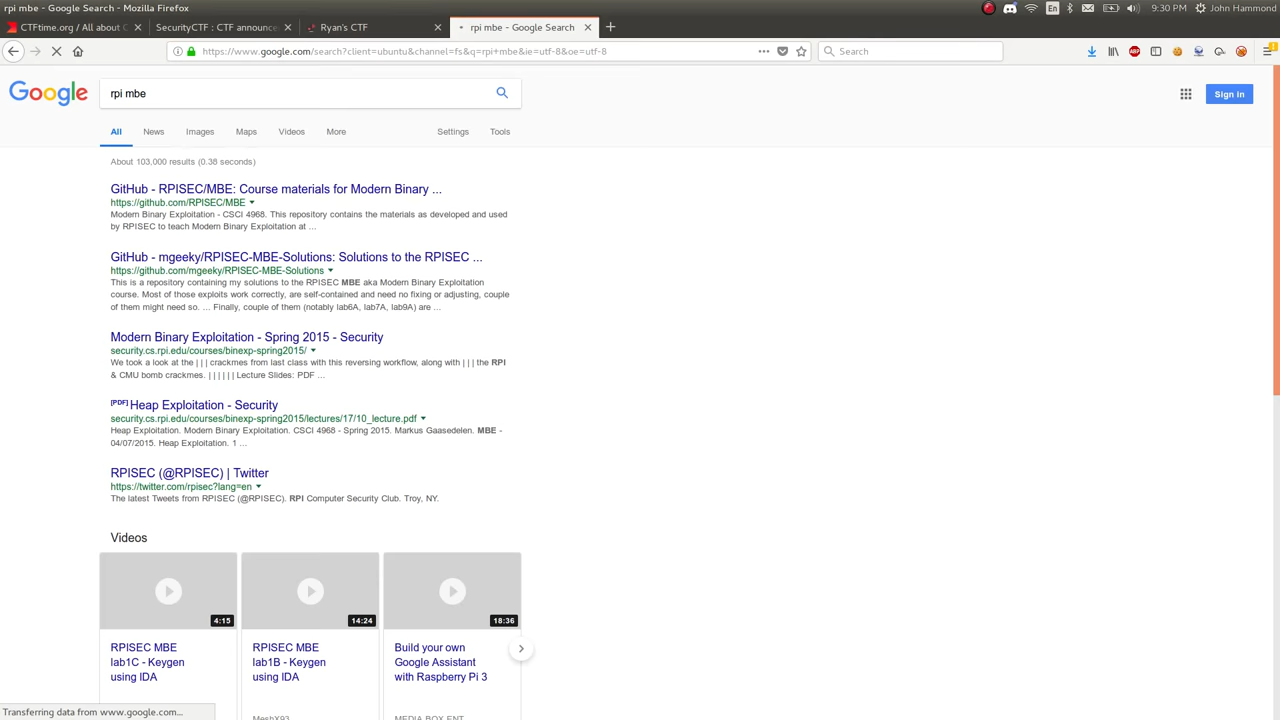 rpi mbe - Google Search - Mozilla Firefox
En
9:30 PM
John Hammond
CTFtime.org / All about C
SecurityCTF : CTF announce
Ryan's CTF
rpi mbe - Google Search
https://www.google.com/search?client=ubuntu&channel=fs&q=rpi+mbe&ie=utf-8&oe=utf-8
Search
ABP
1
Google
rpi mbe
Sign in
All
News
Images
Maps
Videos
More
Settings
Tools
About 103,000 results (0.38 seconds)
GitHub - RPISEC/MBE: Course materials for Modern Binary ...
https://github.com/RPISEC/MBE
Modern Binary Exploitation - CSCI 4968. This repository contains the materials as developed and used
by RPISEC to teach Modern Binary Exploitation at ...
GitHub - mgeeky/RPISEC-MBE-Solutions: Solutions to the RPISEC ...
https://github.com/mgeeky/RPISEC-MBE-Solutions
This is a repository containing my solutions to the RPISEC MBE aka Modern Binary Exploitation
course. Most of those exploits work correctly, are self-contained and need no fixing or adjusting, couple
of them might need so. ... Finally, couple of them (notably lab6A, lab7A, lab9A) are ...
Modern Binary Exploitation - Spring 2015 - Security
security.cs.rpi.edu/courses/binexp-spring2015/
We took a look at the | | | crackmes from last class with this reversing workflow, along with | | | the RPI
& CMU bomb crackmes. | | | | | | Lecture Slides: PDF ...
[PDF] Heap Exploitation - Security
security.cs.rpi.edu/courses/binexp-spring2015/lectures/17/10_lecture.pdf
Heap Exploitation. Modern Binary Exploitation. CSCI 4968 - Spring 2015. Markus Gaasedelen. MBE -
04/07/2015. Heap Exploitation. 1 ...
RPISEC (@RPISEC) | Twitter
https://twitter.com/rpisec?lang=en
The latest Tweets from RPISEC (@RPISEC). RPI Computer Security Club. Troy, NY.
Videos
4:15
14:24
18:36
RPISEC MBE
lab1C - Keygen
using IDA
RPISEC MBE
lab1B - Keygen
using IDA
Build your own
Google Assistant
with Raspberry Pi 3
MeshX93
MEDIA BOX ENT
Transferring data from www.google.com...